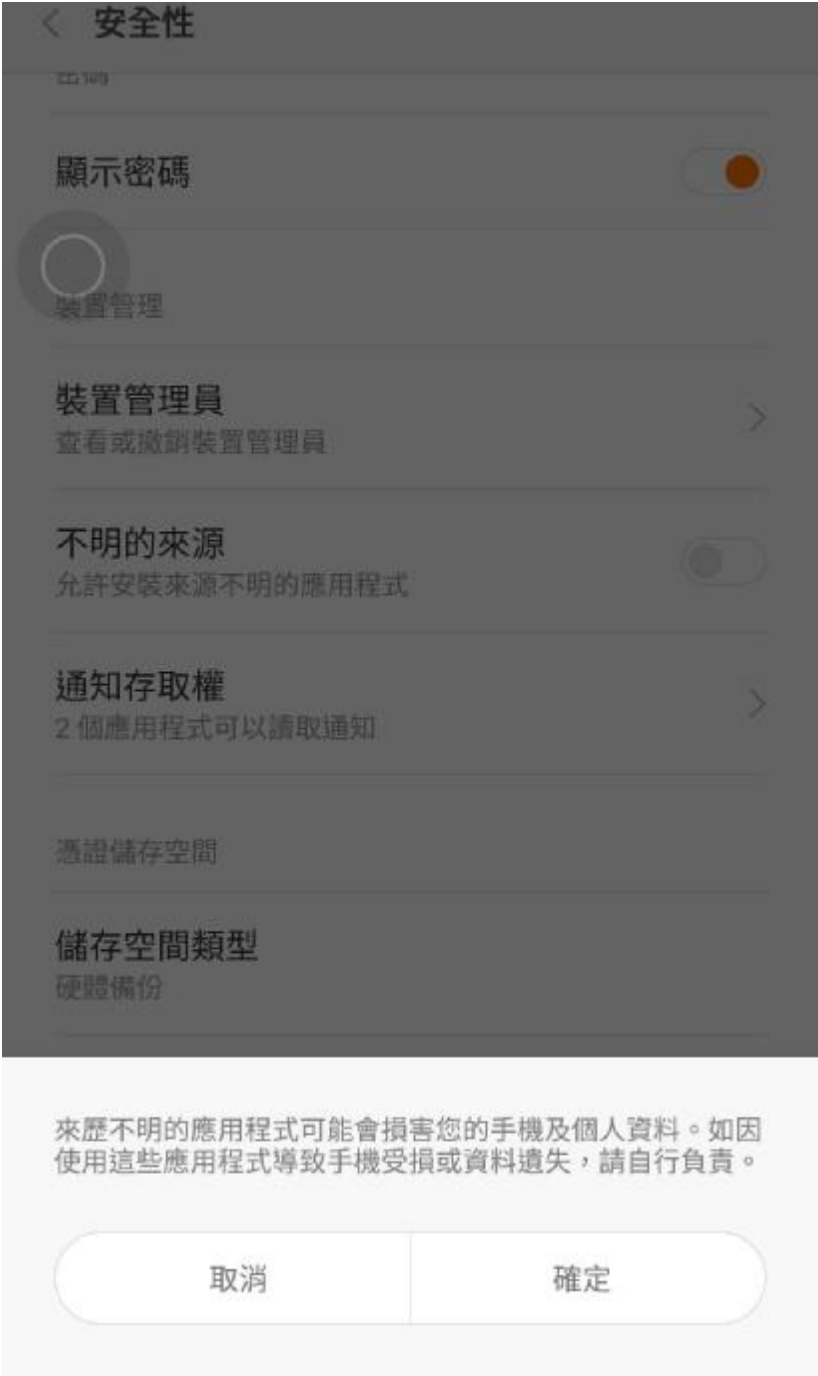 安全性
密碼
顯示密碼
裝置管理
裝置管理員
查看或撤銷裝置管理員
不明的來源
允許安裝來源不明的應用程式
通知存取權
2 個應用程式可以讀取通知
憑證儲存空間
儲存空間類型
硬體備份
來歷不明的應用程式可能會損害您的手機及個人資料。如因
使用這些應用程式導致手機受損或資料遺失，請自行負責。
取消
確定